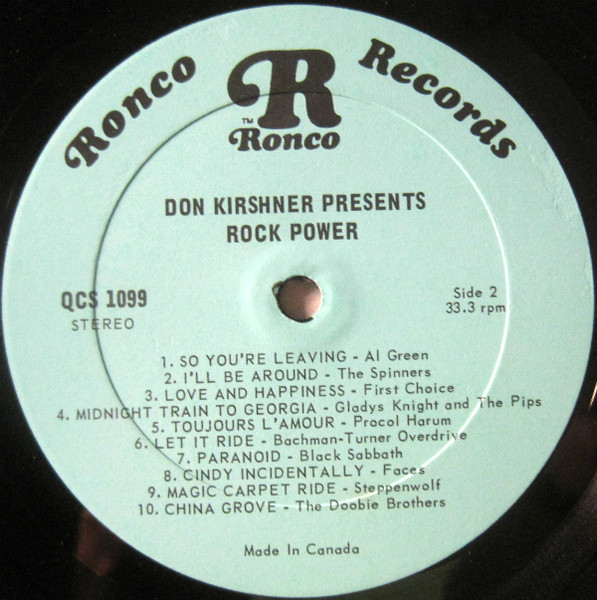 Ronco Records
R
™
Ronco
DON KIRSHNER PRESENTS
ROCK POWER
QCS 1099
STEREO
Side 2
33.3 rpm
1. SO YOU'RE LEAVING - Al Green
2. I'LL BE AROUND - The Spinners
3. LOVE AND HAPPINESS - First Choice
4. MIDNIGHT TRAIN TO GEORGIA - Gladys Knight and The Pips
5. TOUJOURS L'AMOUR - Procol Harum
6. LET IT RIDE - Bachman-Turner Overdrive
7. PARANOID - Black Sabbath
8. CINDY INCIDENTALLY - Faces
9. MAGIC CARPET RIDE - Steppenwolf
10. CHINA GROVE - The Doobie Brothers
Made In Canada